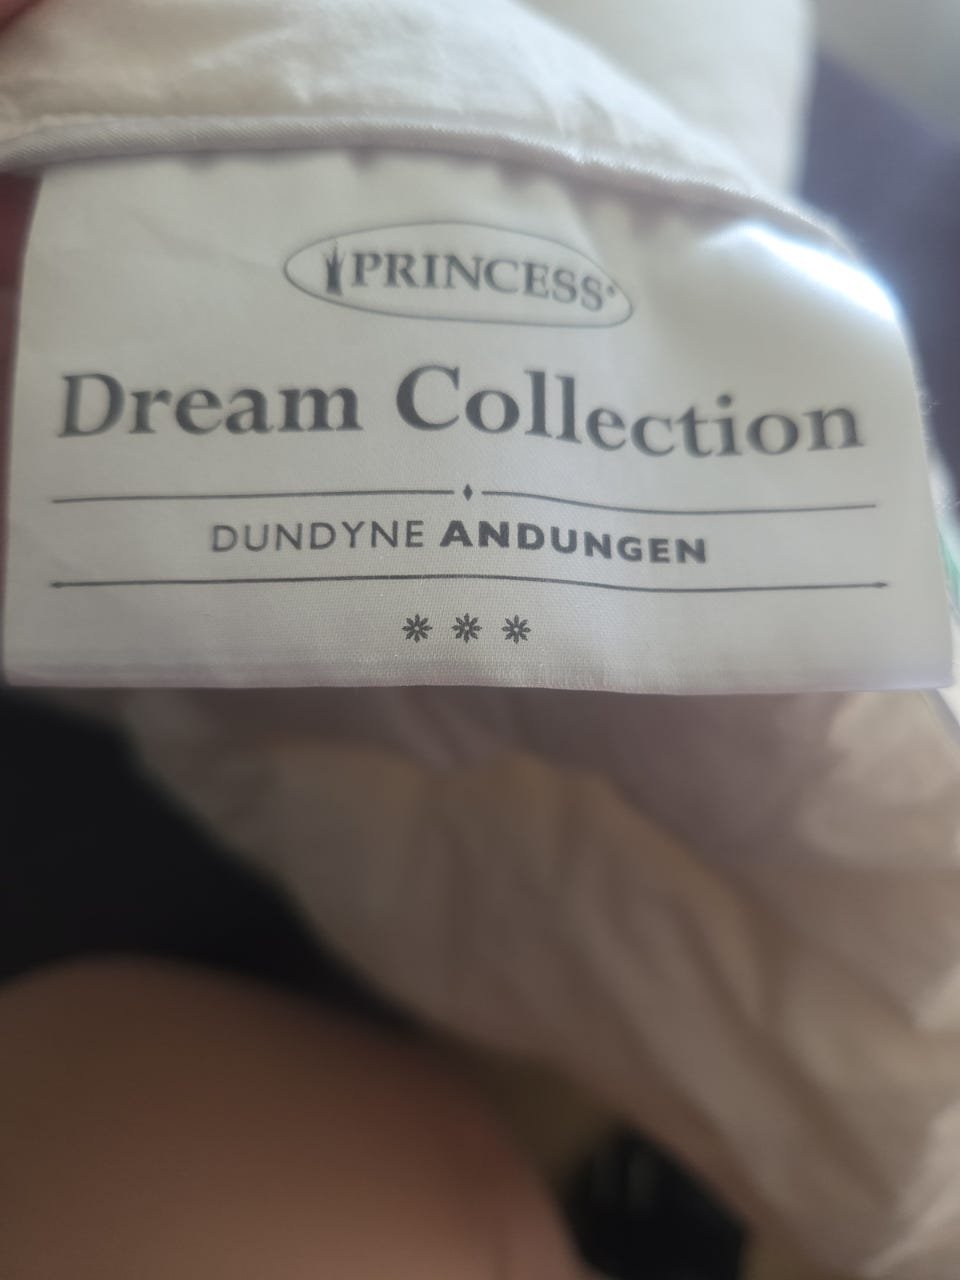 PRINCESS®
Dream Collection
DUNDYNE ANDUNGEN